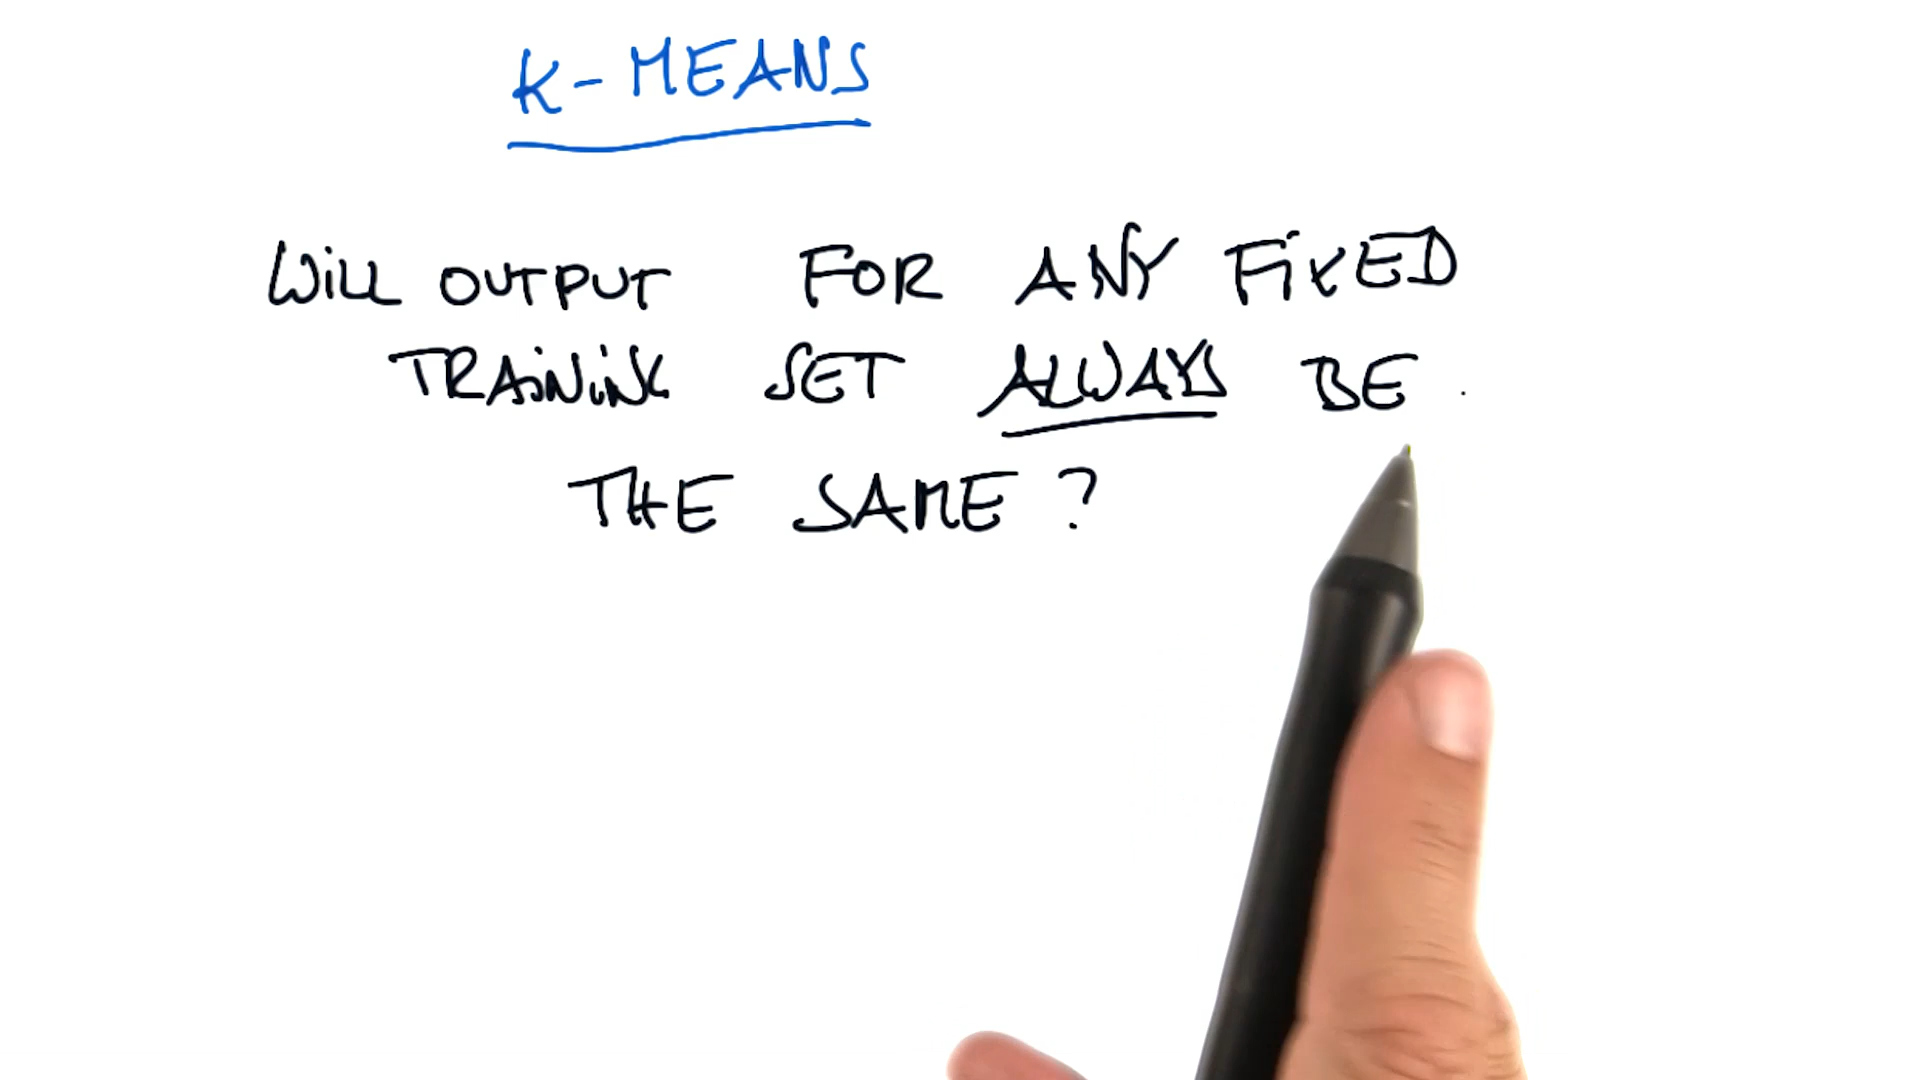 K-MEANS
WILL OUTPUT FOR ANY FIXED
TRAINING SET ALWAYS BE
THE SAME?